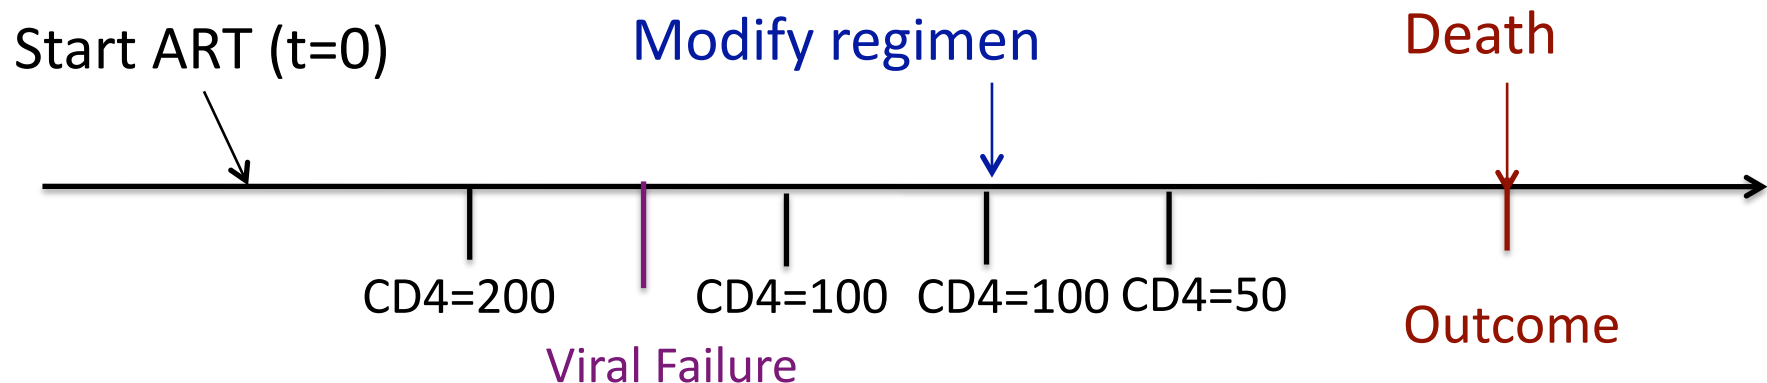 Start ART (t=0)
Modify regimen
Death
CD4=200
CD4=100
CD4=100
CD4=50
Viral Failure
Outcome